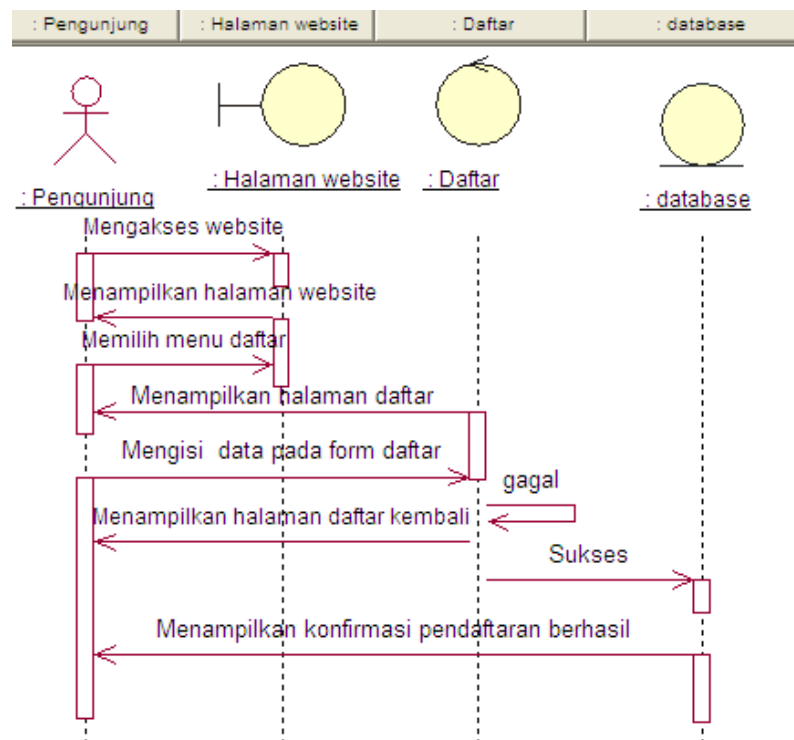 : Pengunjung
: Halaman website
: Daftar
: database
: Pengunjung
: Halaman website
: Daftar
: database
Mengakses website
Menampilkan halaman website
Memilih menu daftar
Menampilkan halaman daftar
Mengisi data pada form daftar
gagal
Menampilkan halaman daftar kembali
Sukses
Menampilkan konfirmasi pendaftaran berhasil